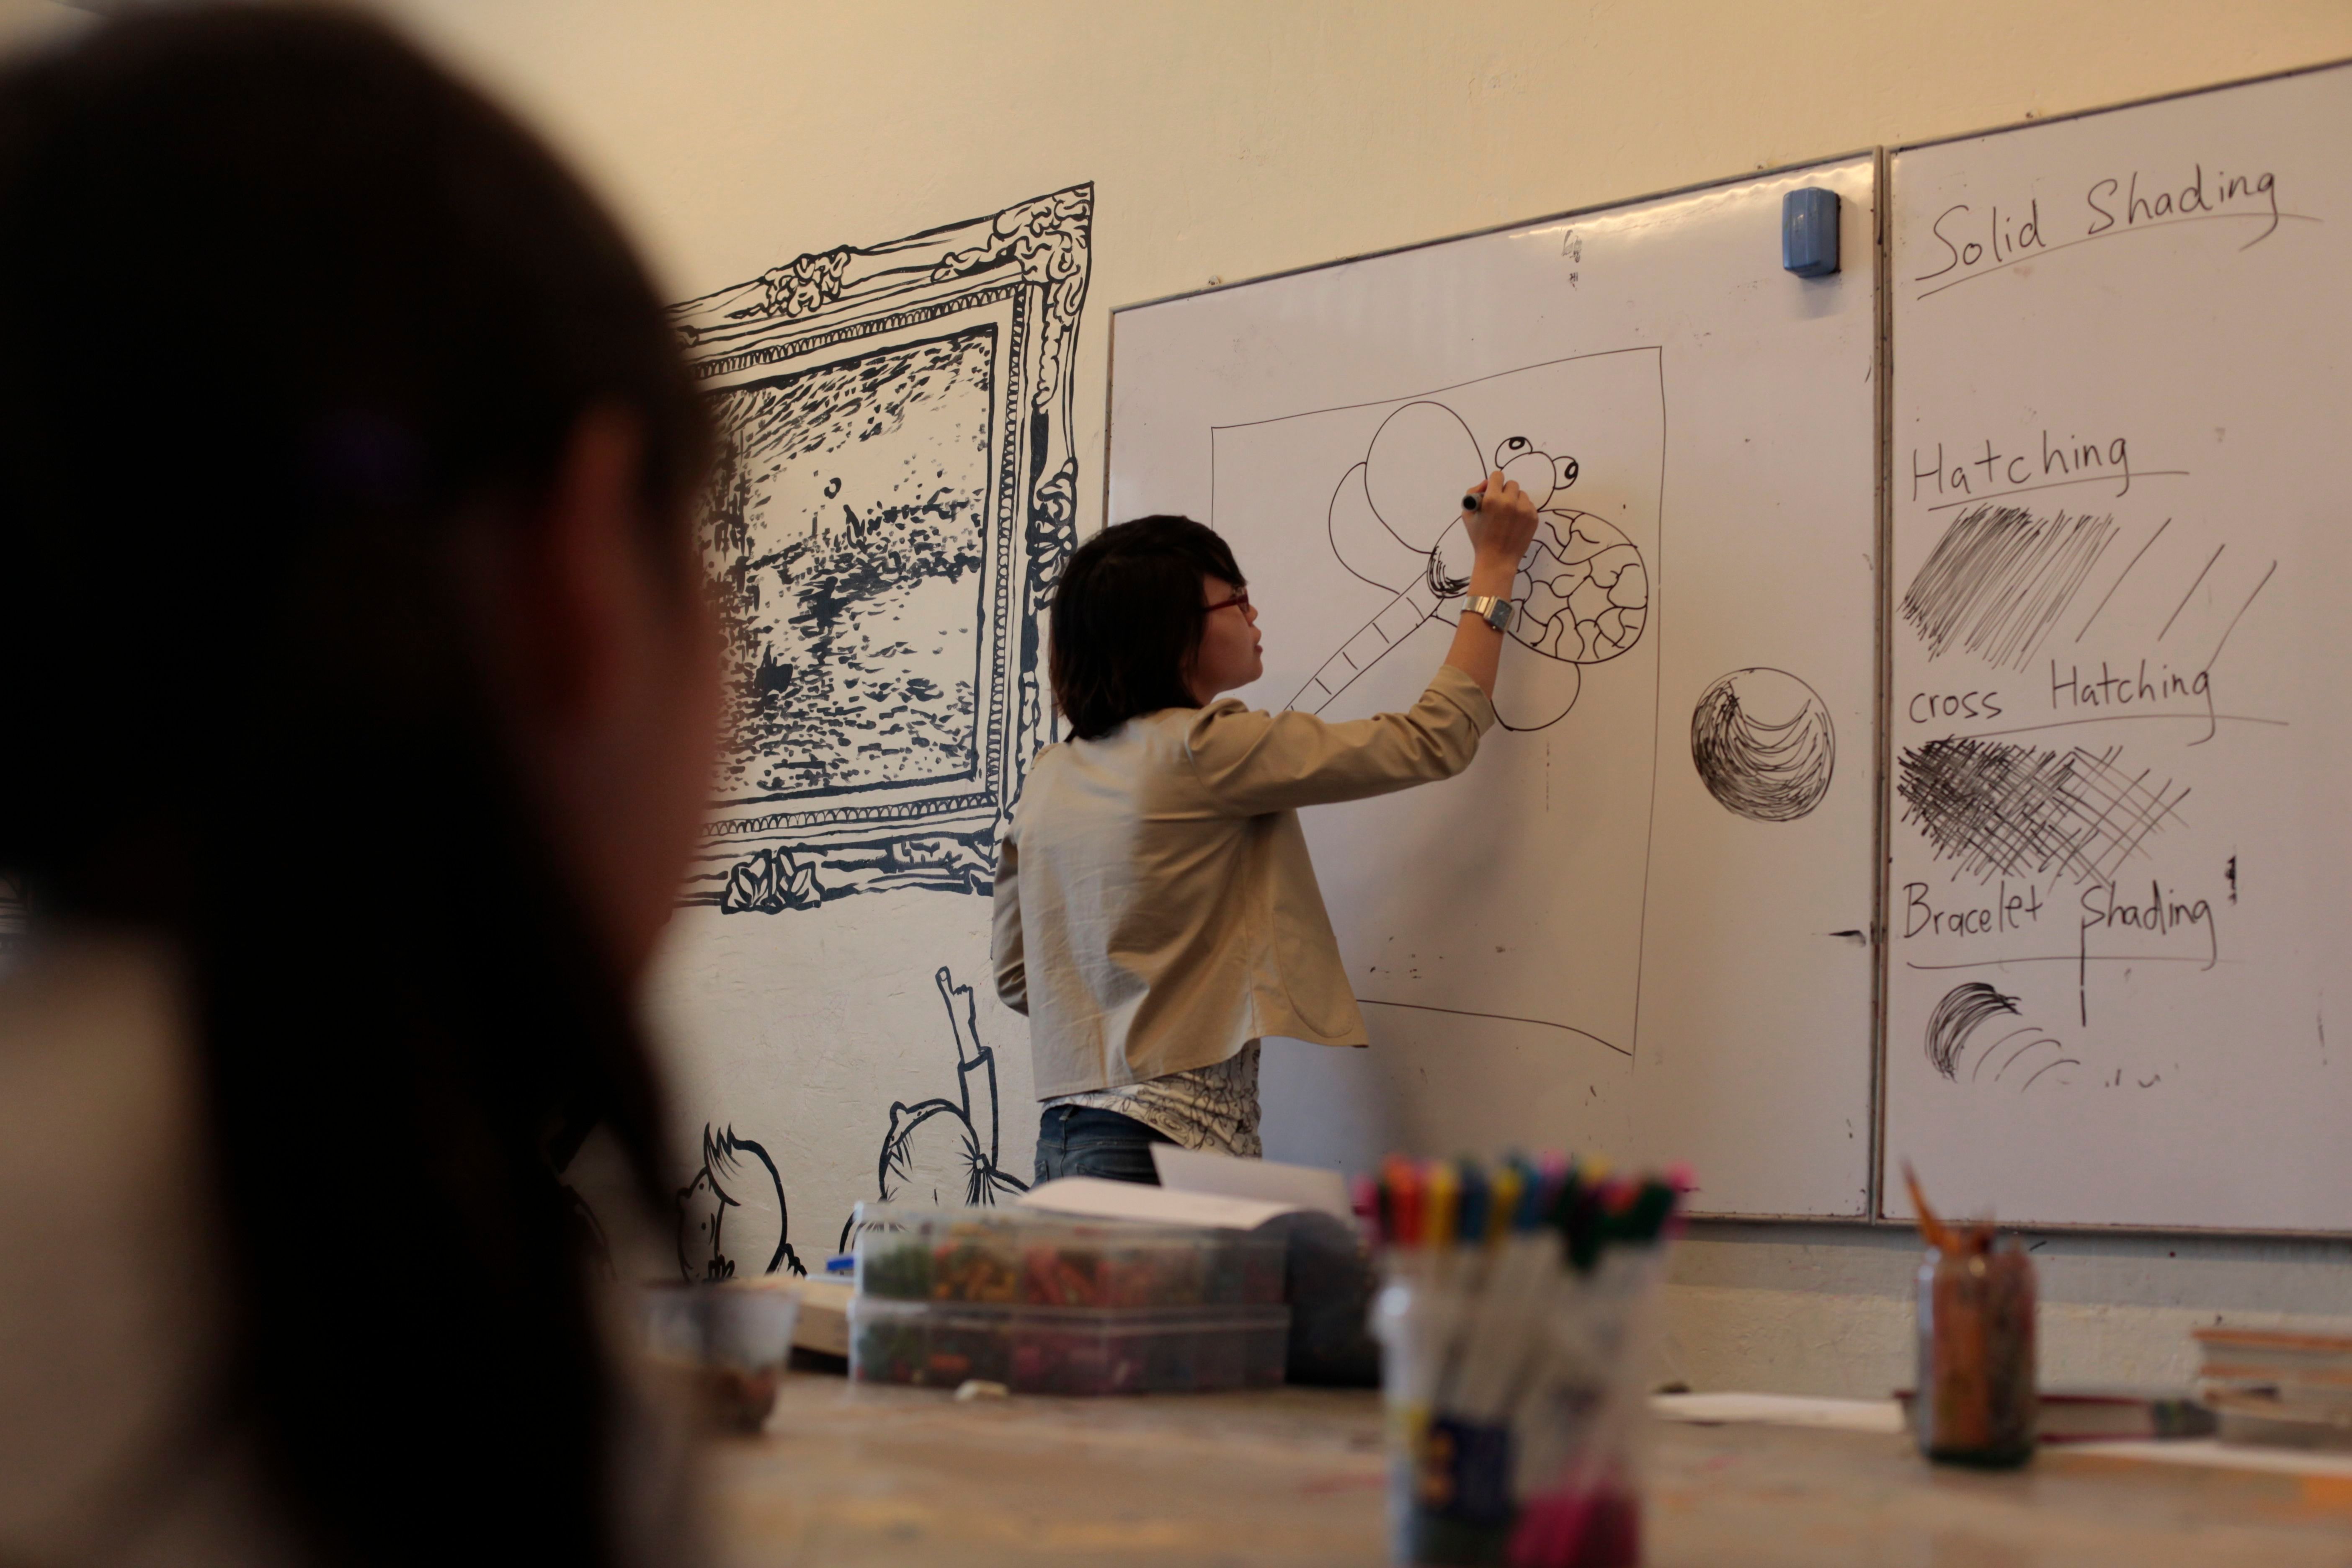 Solid Shading
Hatching
cross Hatching
Bracelet Shading